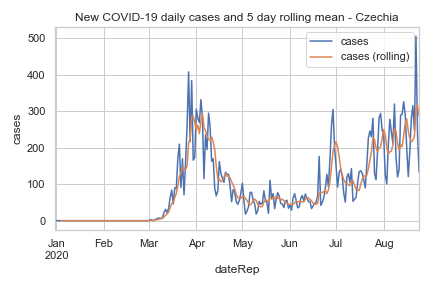 New COVID-19 daily cases and 5 day rolling mean - Czechia
cases
cases (rolling)
500
400
300
200
100
0
cases
Jan Feb Mar Apr May Jun Jul Aug
2020
dateRep